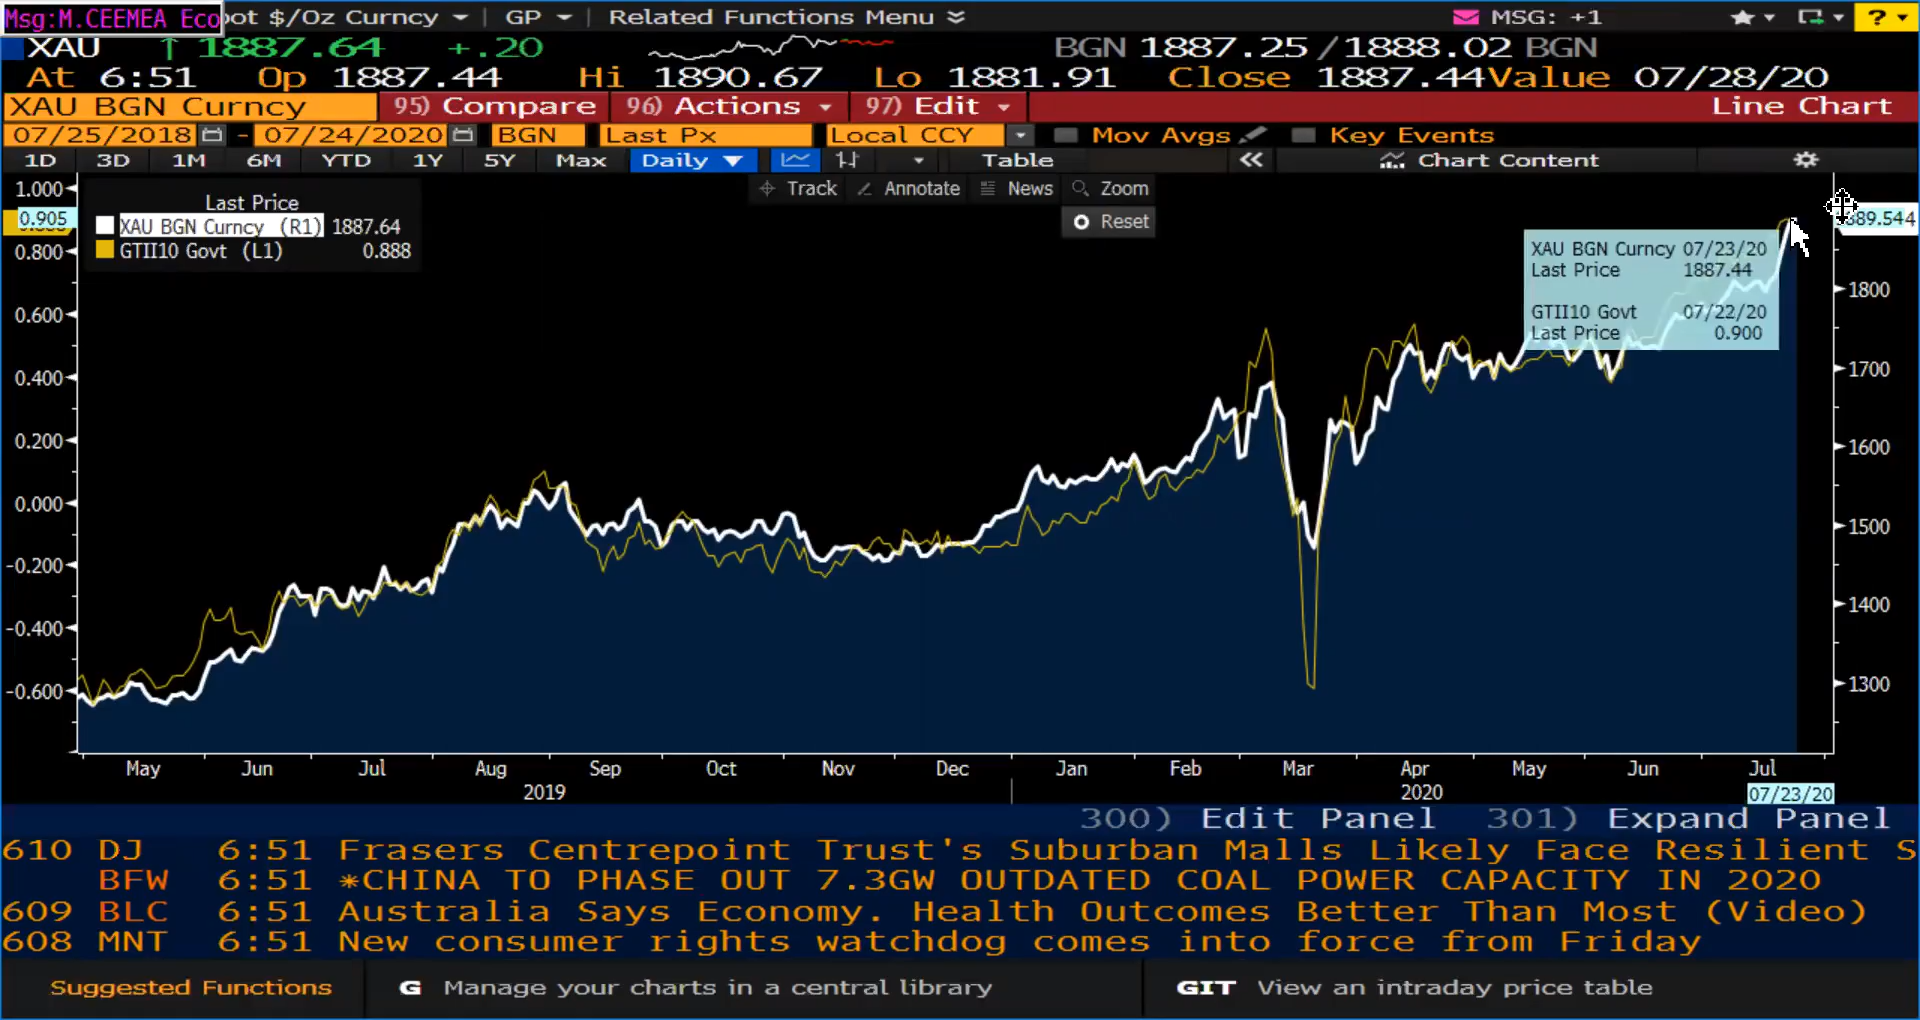 Msg:M.CEEMEA Eco pot $/Oz Curncy GP Related Functions Menu MSG: +1 ?
XAU ↑ 1887.64 +.20 BGN 1887.25 /1888.02 BGN
At 6:51 Op 1887.44 Hi 1890.67 Lo 1881.91 Close 1887.44 Value 07/28/20
XAU BGN Curncy 95) Compare 96) Actions 97) Edit Line Chart
07/25/2018 - 07/24/2020 BGN Last Px Local CCY Mov Avgs Key Events
1D 3D 1M 6M YTD 1Y 5Y Max Daily ▼ Table « Chart Content
Track Annotate News Zoom
Reset
Last Price
XAU BGN Curncy (R1) 1887.64
GTII10 Govt (L1) 0.888
1.000
0.905
0.800
0.600
0.400
0.200
0.000
-0.200
-0.400
-0.600
XAU BGN Curncy 07/23/20
Last Price 1887.44
GTII10 Govt 07/22/20
Last Price 0.900
889.544
1800
1700
1600
1500
1400
1300
May Jun Jul Aug Sep Oct Nov Dec Jan Feb Mar Apr May Jun Jul
2019 2020 07/23/20
300) Edit Panel 301) Expand Panel
610 DJ 6:51 Frasers Centrepoint Trust's Suburban Malls Likely Face Resilient S
BFW 6:51 *CHINA TO PHASE OUT 7.3GW OUTDATED COAL POWER CAPACITY IN 2020
609 BLC 6:51 Australia Says Economy. Health Outcomes Better Than Most (Video)
608 MNT 6:51 New consumer rights watchdog comes into force from Friday
Suggested Functions G Manage your charts in a central library GIT View an intraday price table